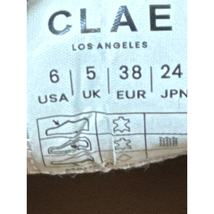 CLAE
LOS ANGELES
6 5 38 24
USA UK EUR JPN